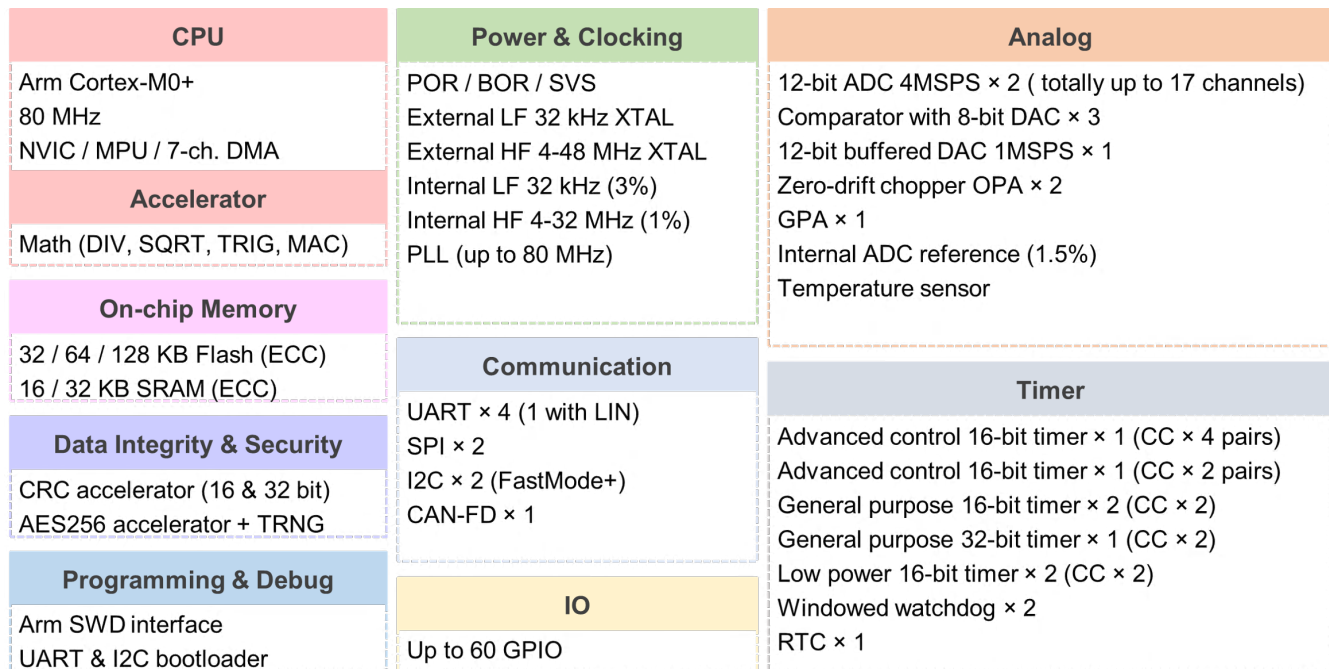 CPU
Arm Cortex-M0+
80 MHz
NVIC / MPU / 7-ch. DMA
Accelerator
Math (DIV, SQRT, TRIG, MAC)
On-chip Memory
32 / 64 / 128 KB Flash (ECC)
16 / 32 KB SRAM (ECC)
Data Integrity & Security
CRC accelerator (16 & 32 bit)
AES256 accelerator + TRNG
Programming & Debug
Arm SWD interface
UART & I2C bootloader
Power & Clocking
POR / BOR / SVS
External LF 32 kHz XTAL
External HF 4-48 MHz XTAL
Internal LF 32 kHz (3%)
Internal HF 4-32 MHz (1%)
PLL (up to 80 MHz)
Communication
UART × 4 (1 with LIN)
SPI × 2
I2C × 2 (FastMode+)
CAN-FD × 1
IO
Up to 60 GPIO
Analog
12-bit ADC 4MSPS × 2 ( totally up to 17 channels)
Comparator with 8-bit DAC × 3
12-bit buffered DAC 1MSPS × 1
Zero-drift chopper OPA × 2
GPA × 1
Internal ADC reference (1.5%)
Temperature sensor
Timer
Advanced control 16-bit timer × 1 (CC × 4 pairs)
Advanced control 16-bit timer × 1 (CC × 2 pairs)
General purpose 16-bit timer × 2 (CC × 2)
General purpose 32-bit timer × 1 (CC × 2)
Low power 16-bit timer × 2 (CC × 2)
Windowed watchdog × 2
RTC × 1